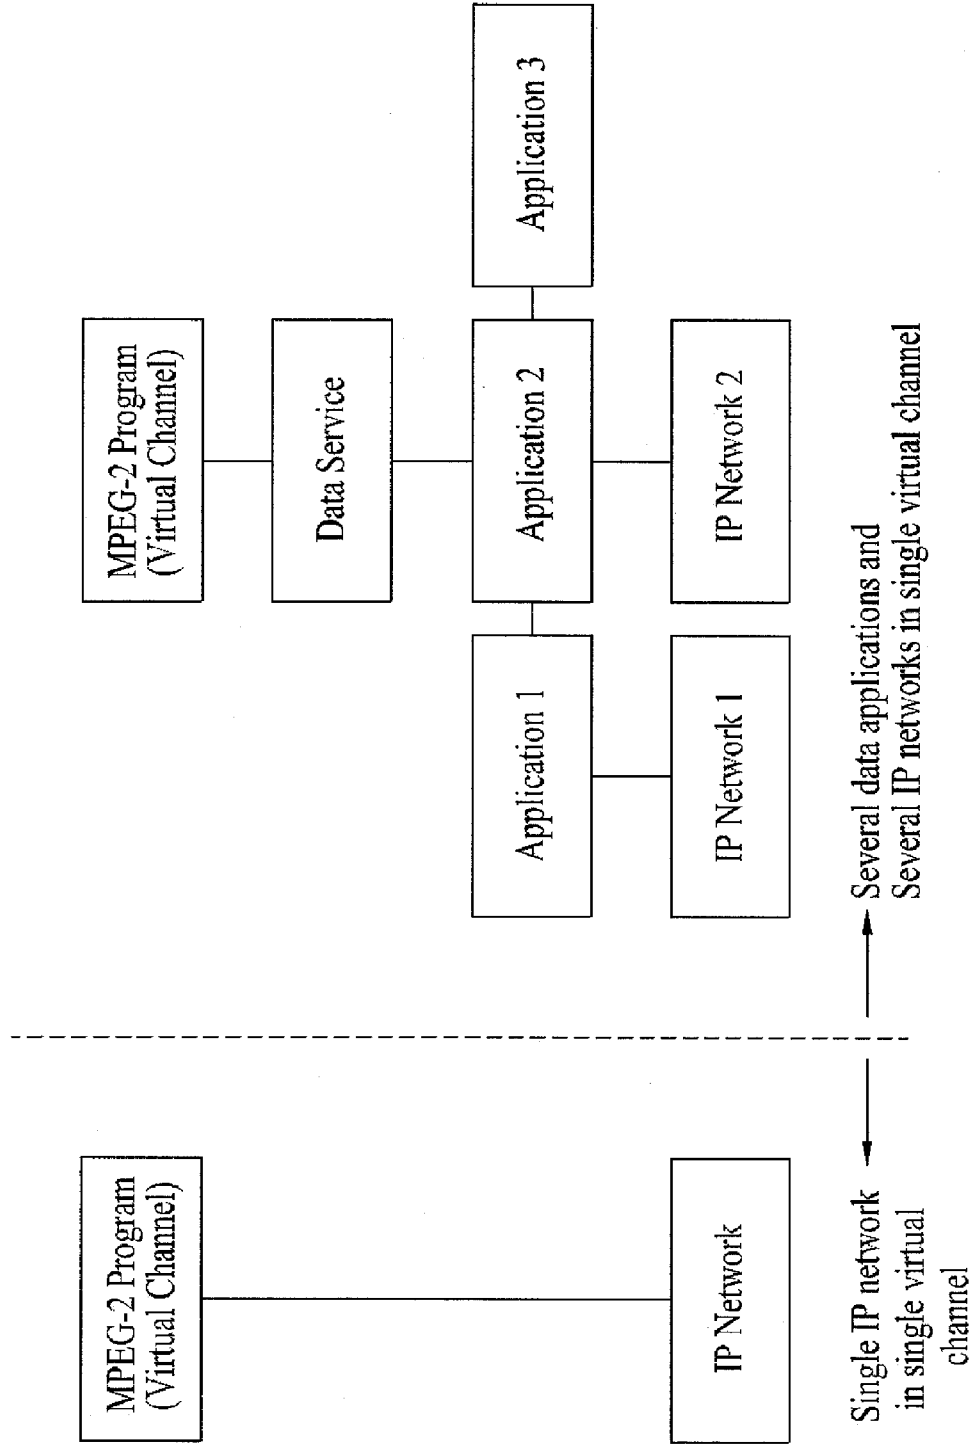 MPEG-2 Program
(Virtual Channel)
IP Network
Single IP network
in single virtual
channel
MPEG-2 Program
(Virtual Channel)
Data Service
Application 1
Application 2
Application 3
IP Network 1
IP Network 2
Several data applications and
Several IP networks in single virtual channel